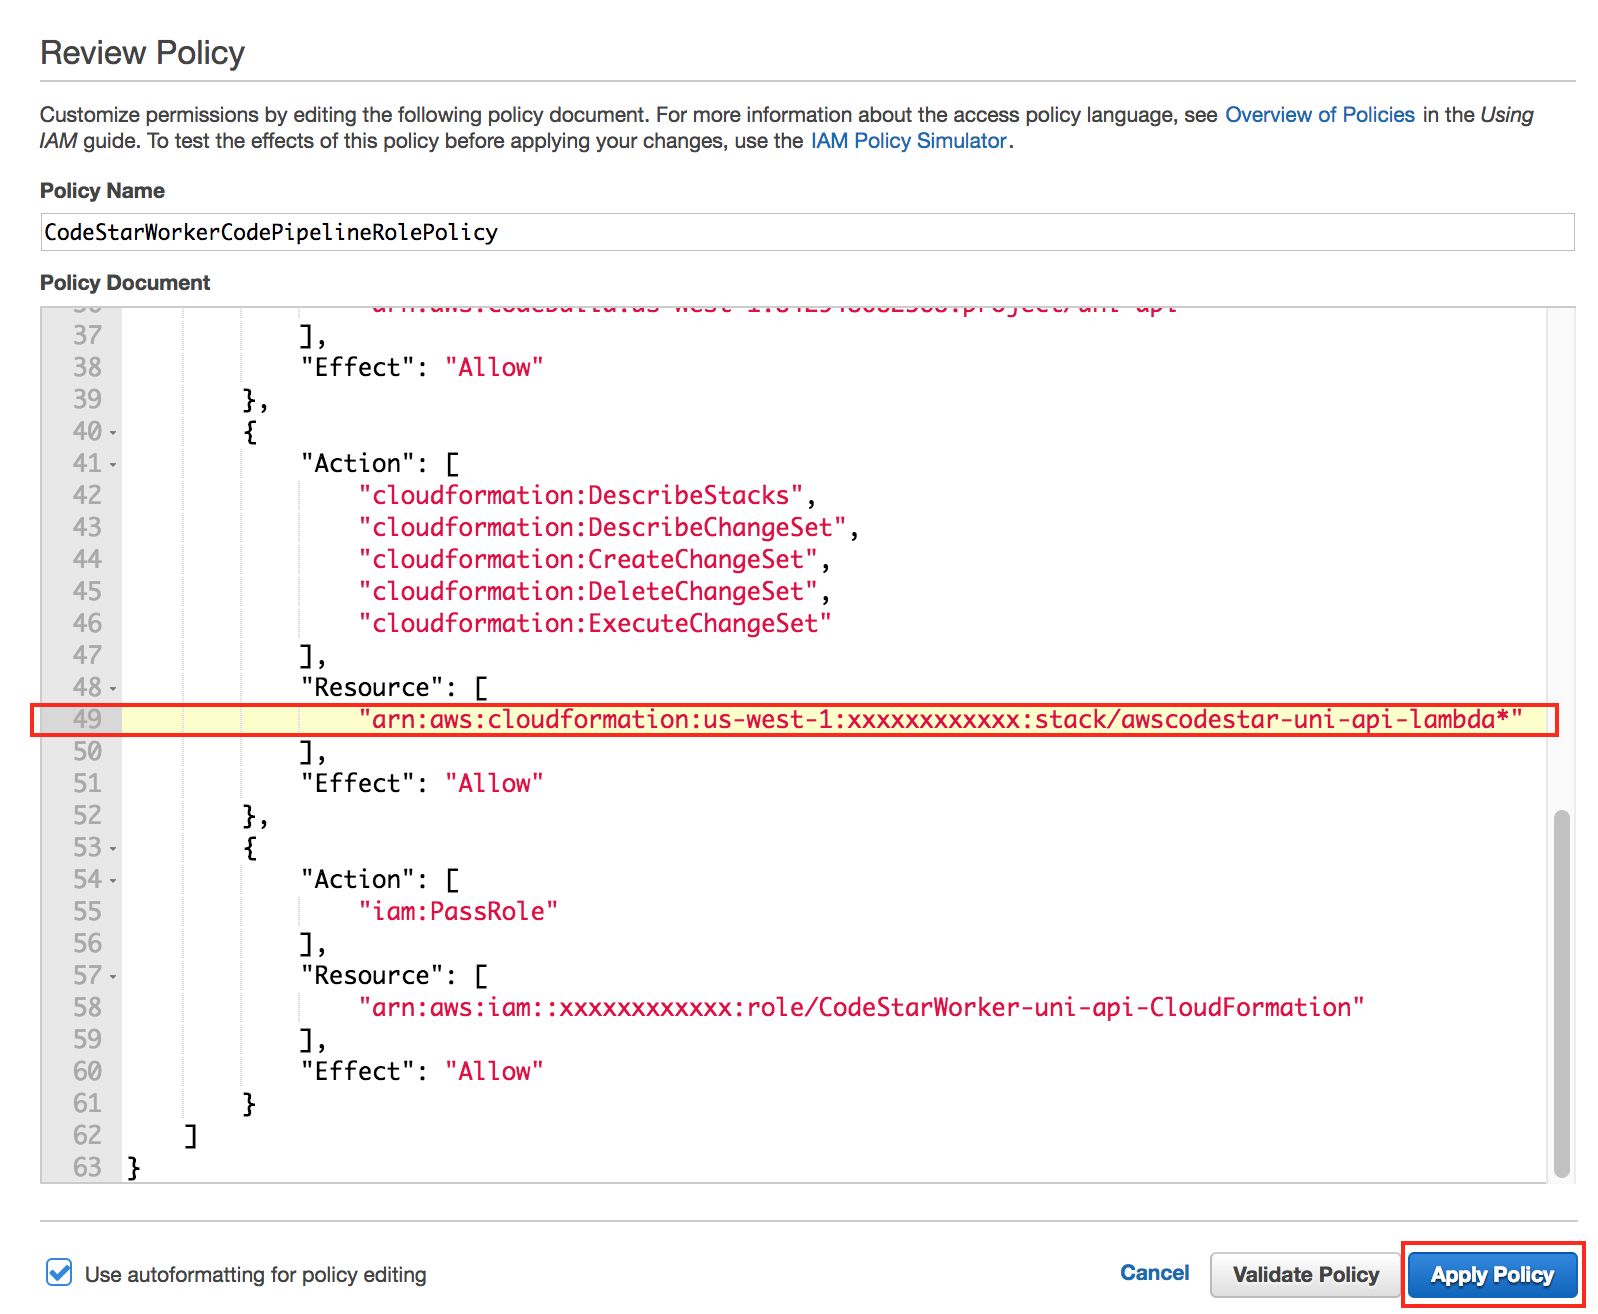 Review Policy
Customize permissions by editing the following policy document. For more information about the access policy language, see Overview of Policies in the Using
IAM guide. To test the effects of this policy before applying your changes, use the IAM Policy Simulator.
Policy Name
CodeStarWorkerCodePipelineRolePolicy
Policy Document
37 ],
38 "Effect": "Allow"
39 },
40 {
41 "Action": [
42 "cloudformation:DescribeStacks",
43 "cloudformation:DescribeChangeSet",
44 "cloudformation:CreateChangeSet",
45 "cloudformation:DeleteChangeSet",
46 "cloudformation:ExecuteChangeSet"
47 ],
48 "Resource": [
49 "arn:aws:cloudformation:us-west-1:xxxxxxxxxxxx:stack/awscodestar-uni-api-lambda*"
50 ],
51 "Effect": "Allow"
52 },
53 {
54 "Action": [
55 "iam:PassRole"
56 ],
57 "Resource": [
58 "arn:aws:iam::xxxxxxxxxxxx:role/CodeStarWorker-uni-api-CloudFormation"
59 ],
60 "Effect": "Allow"
61 }
62 ]
63 }
Use autoformatting for policy editing
Cancel
Validate Policy
Apply Policy